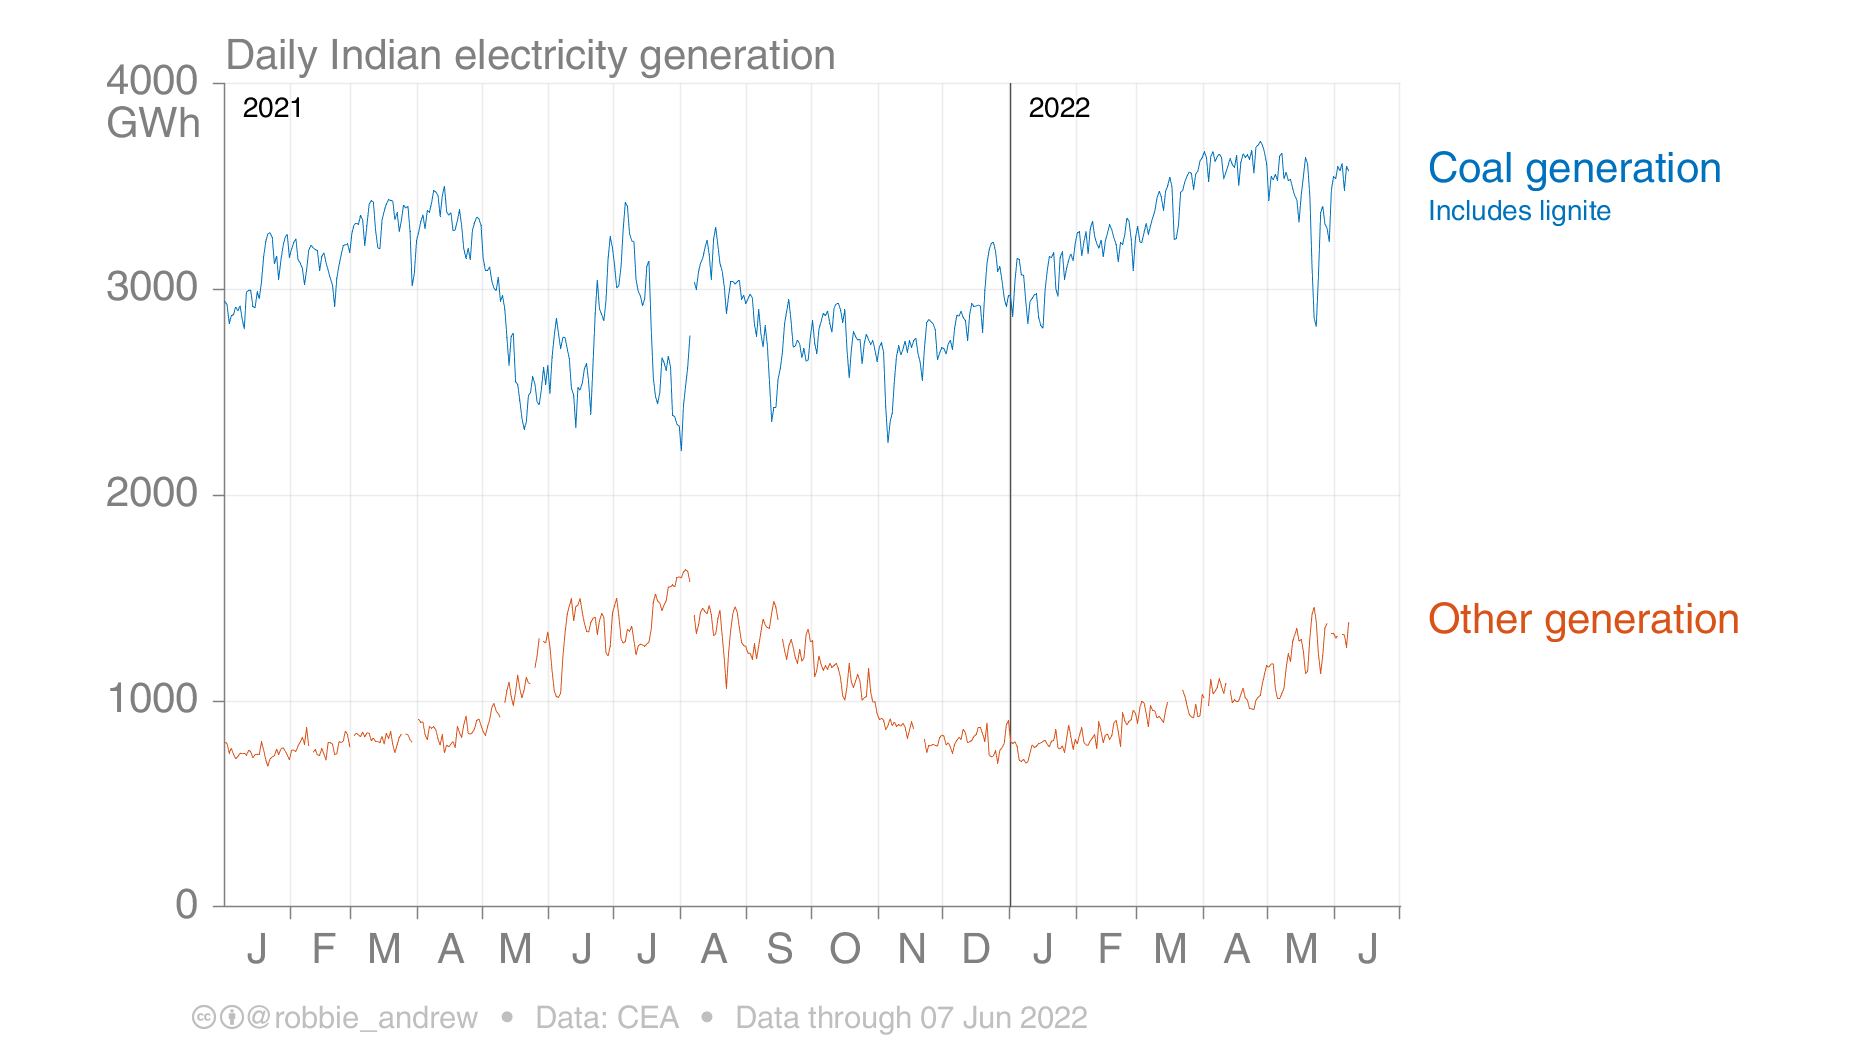 Daily Indian electricity generation
4000
GWh
2021
2022
Coal generation
Includes lignite
3000
2000
Other generation
1000
0
J F M A M J J A S O N D J F M A M J
@robbie_andrew • Data: CEA • Data through 07 Jun 2022